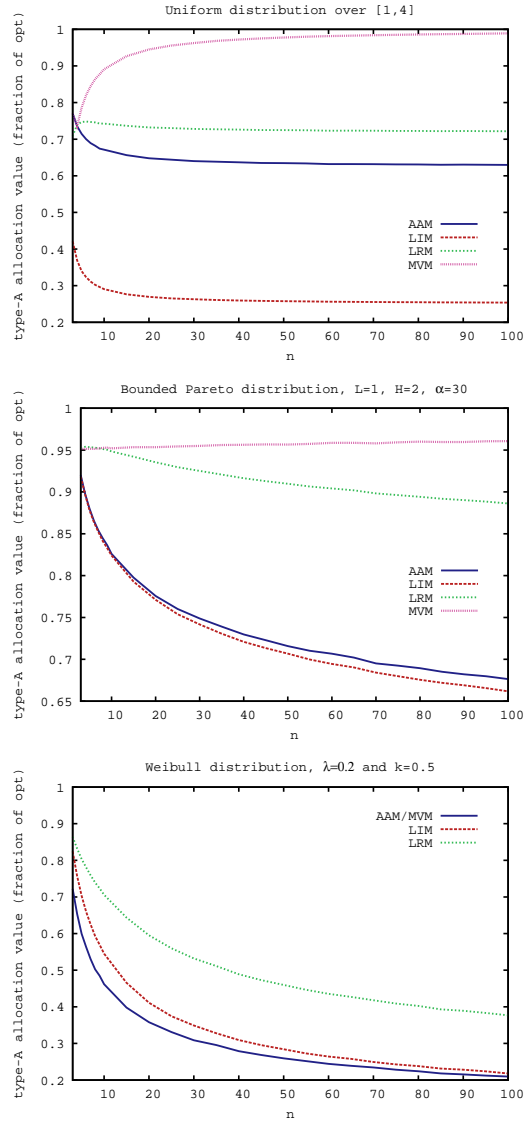 Uniform distribution over [1,4]
type-A allocation value (fraction of opt)
1
0.9
0.8
0.7
0.6
0.5
0.4
0.3
0.2
AAM
LIM
LRM
MVM
10 20 30 40 50 60 70 80 90 100
n
Bounded Pareto distribution, L=1, H=2, α=30
type-A allocation value (fraction of opt)
1
0.95
0.9
0.85
0.8
0.75
0.7
0.65
AAM
LIM
LRM
MVM
10 20 30 40 50 60 70 80 90 100
n
Weibull distribution, λ=0.2 and k=0.5
type-A allocation value (fraction of opt)
1
0.9
0.8
0.7
0.6
0.5
0.4
0.3
0.2
AAM/MVM
LIM
LRM
10 20 30 40 50 60 70 80 90 100
n